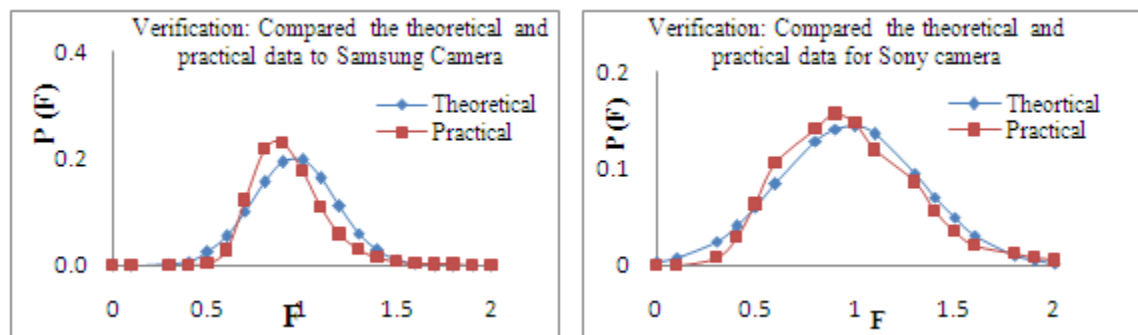 Verification: Compared the theoretical and
practical data to Samsung Camera
0.4
0.2
0.0
P (F)
Theoretical
Practical
0
0.5
1
1.5
2
F
Verification: Compared the theoretical and
practical data for Sony camera
0.2
0.1
0
P (F)
Theortical
Practical
0
0.5
1
1.5
2
F